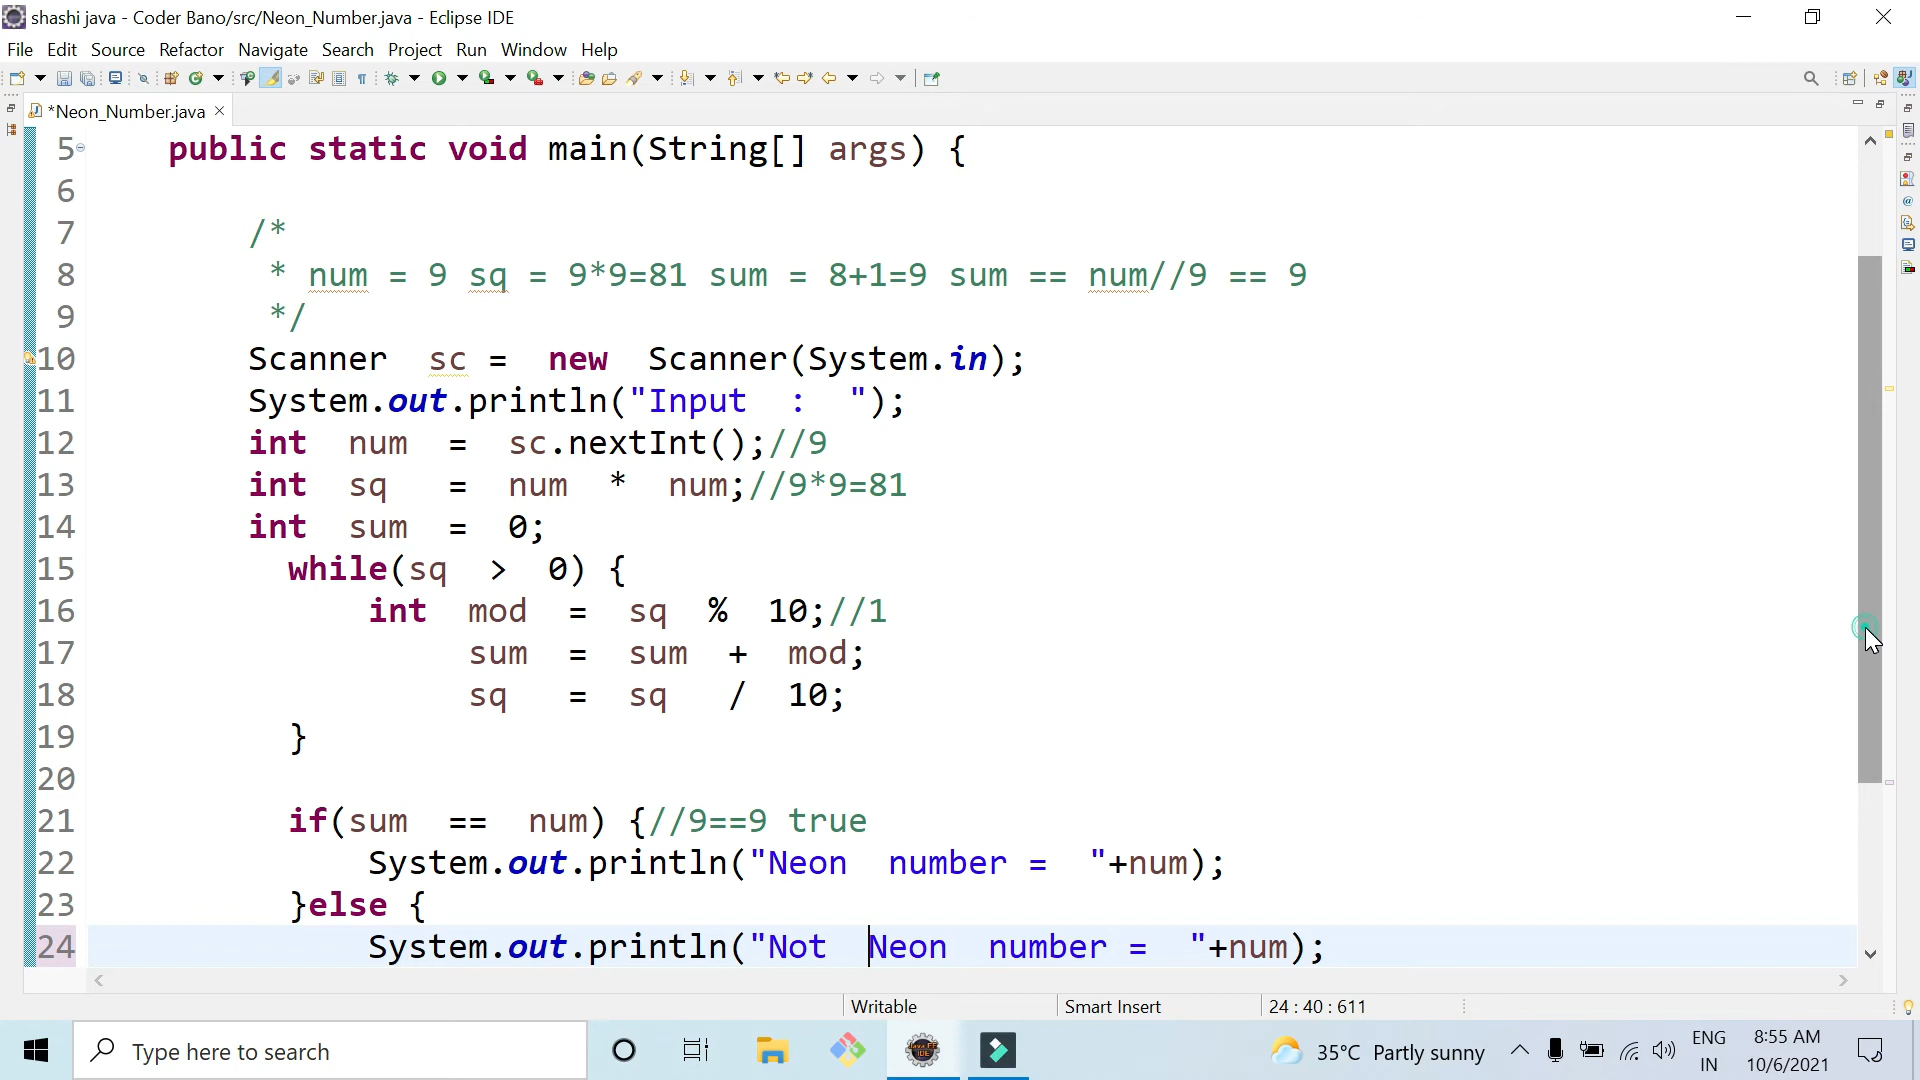 shashi java - Coder Bano/src/Neon_Number.java - Eclipse IDE
File Edit Source Refactor Navigate Search Project Run Window Help
*Neon_Number.java
5 public static void main(String[] args) {
6
7 /*
8 * num = 9 sq = 9*9=81 sum = 8+1=9 sum == num//9 == 9
9 */
10 Scanner sc = new Scanner(System.in);
11 System.out.println("Input : ");
12 int num = sc.nextInt();//9
13 int sq = num * num;//9*9=81
14 int sum = 0;
15 while(sq > 0) {
16 int mod = sq % 10;//1
17 sum = sum + mod;
18 sq = sq / 10;
19 }
20
21 if(sum == num) {//9==9 true
22 System.out.println("Neon number = "+num);
23 }else {
24 System.out.println("Not Neon number = "+num);
Writable Smart Insert 24 : 40 : 611
Type here to search
35°C Partly sunny
ENG
IN
8:55 AM
10/6/2021